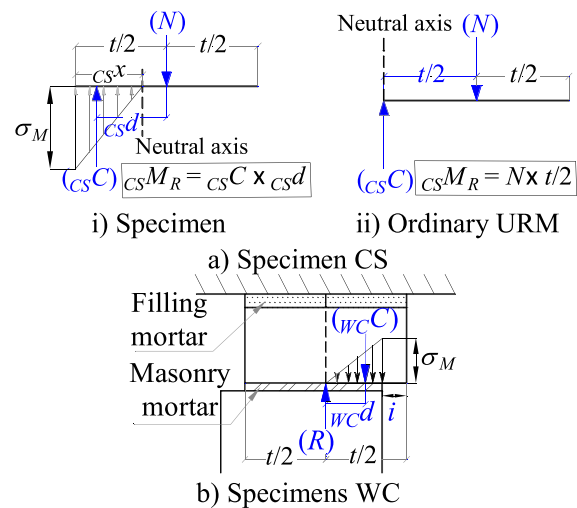 t/2 (N) t/2
CSx
σM
CSd
Neutral axis
(CSC)
CSMR = CSC x CSd
i) Specimen
Neutral axis (N)
t/2 t/2
(CSC)
CSMR = Nx t/2
ii) Ordinary URM
a) Specimen CS
Filling
mortar
(WCC)
σM
Masonry
mortar
WCd i
t/2 (R) t/2
b) Specimens WC